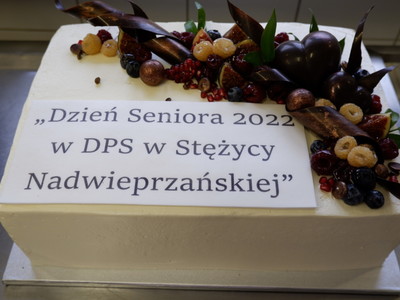 „Dzień Seniora 2022
w DPS w Stężycy
Nadwieprzańskiej”